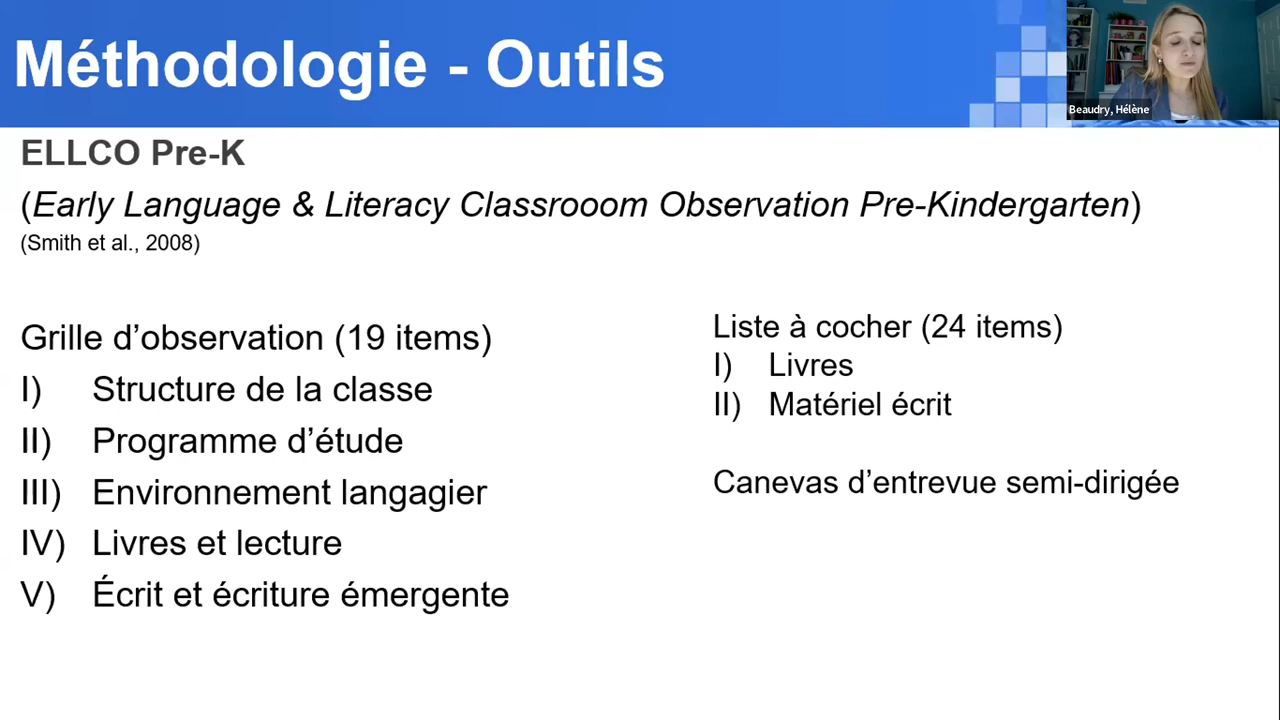 Méthodologie - Outils
Beaudry, Hélène
ELLCO Pre-K
(Early Language & Literacy Classrooom Observation Pre-Kindergarten)
(Smith et al., 2008)
Grille d’observation (19 items)
I) Structure de la classe
II) Programme d’étude
III) Environnement langagier
IV) Livres et lecture
V) Écrit et écriture émergente
Liste à cocher (24 items)
I) Livres
II) Matériel écrit
Canevas d’entrevue semi-dirigée